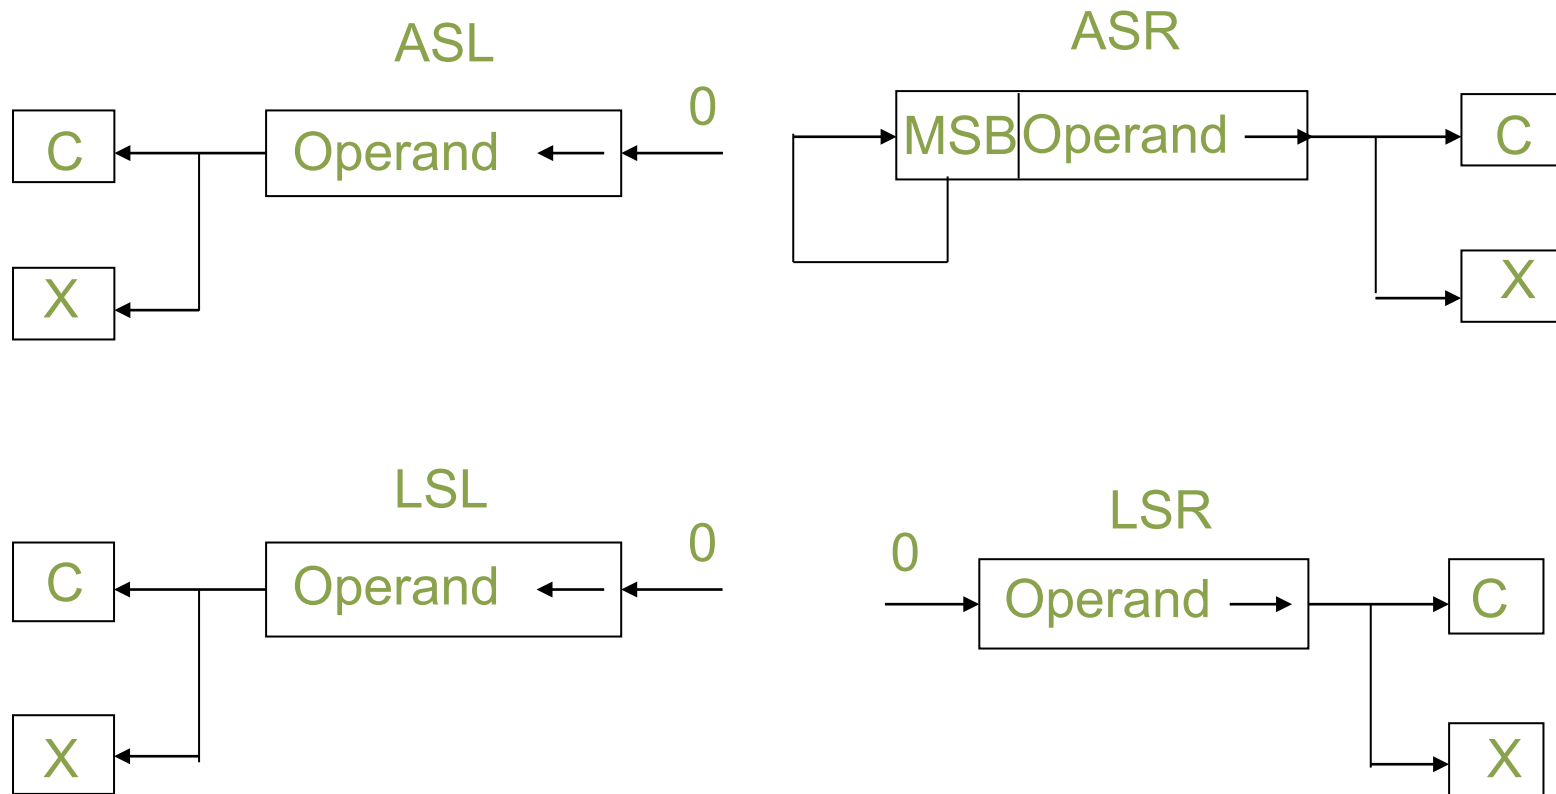 ASL
0
C
Operand
X
ASR
MSB Operand
C
X
LSL
0
C
Operand
X
LSR
0
Operand
C
X